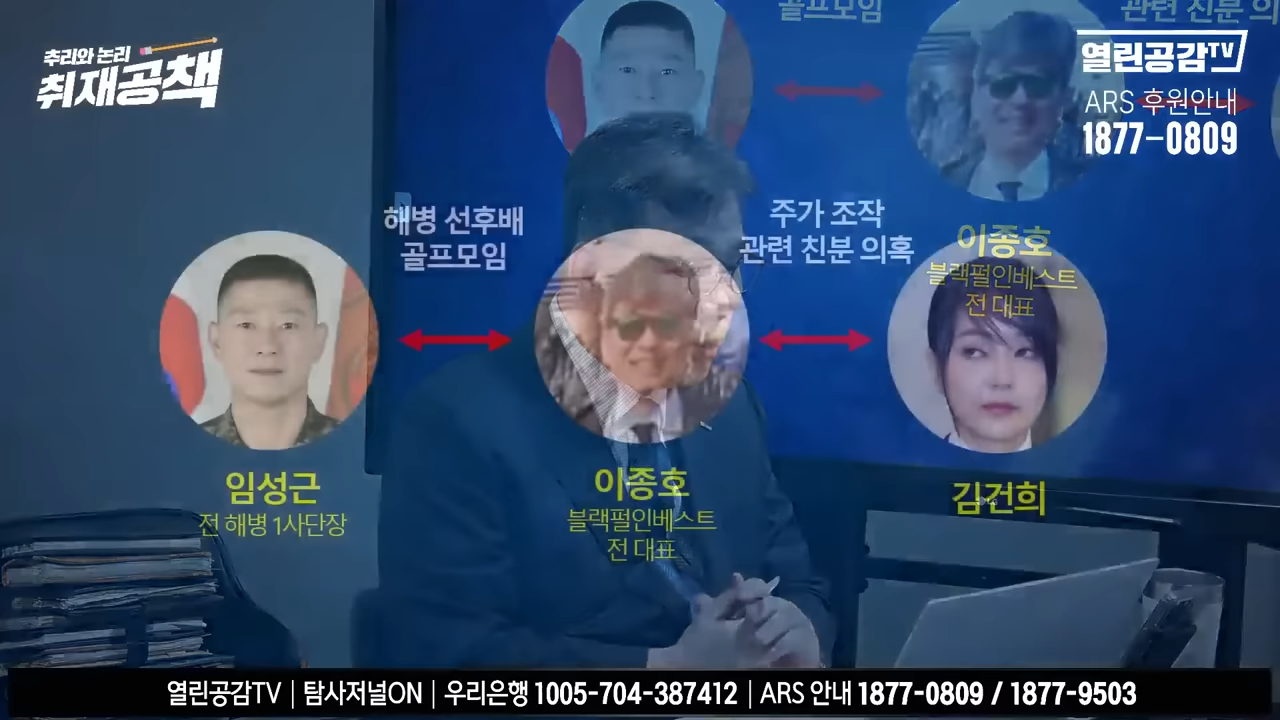 골프모임
관련 친분 의
추리와 논리
취재공책
열린공감TV
ARS 후원안내
1877-0809
해병 선후배
골프모임
주가 조작
관련 친분 의혹
이종호
블랙펄인베스트
전 대표
임성근
전 해병 1사단장
이종호
블랙펄인베스트
전 대표
김건희
열린공감TV | 탐사저널ON | 우리은행 1005-704-387412 | ARS 안내 1877-0809 / 1877-9503